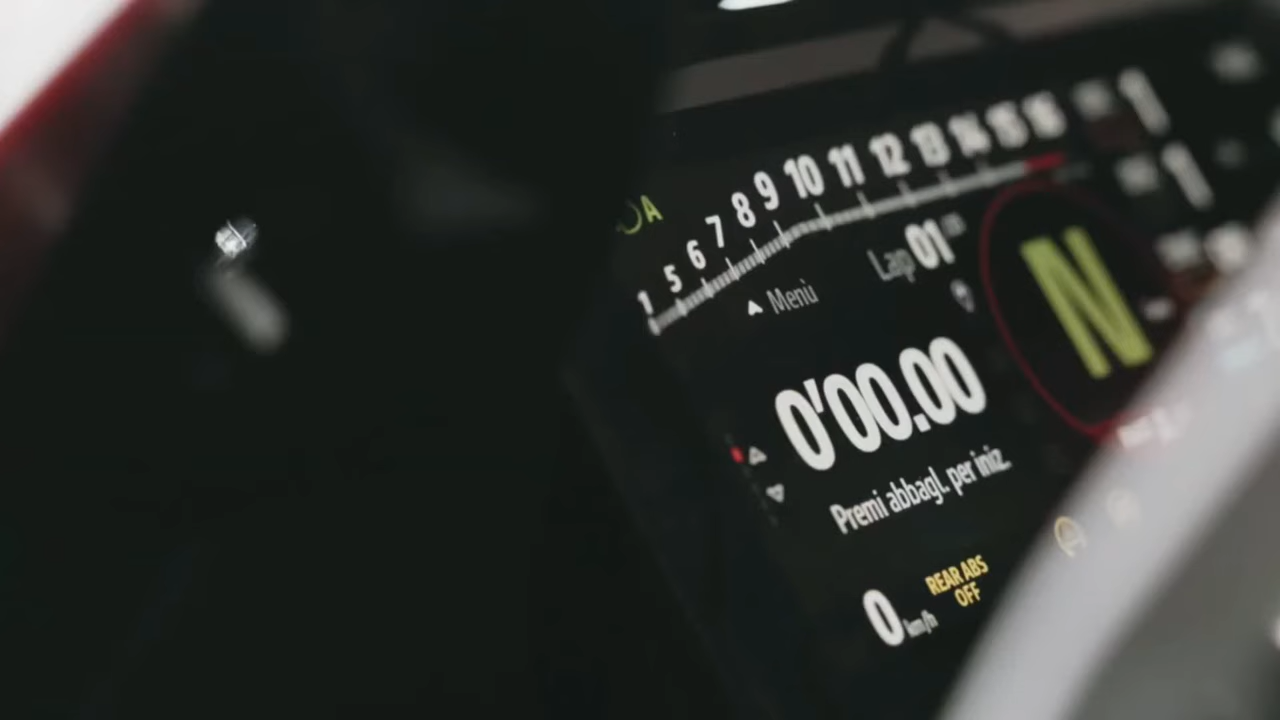 A
1 5 6 7 8 9 10 11 12 13 14 15 16
Lap 01
Menù
N
0'00.00
Premi abbagl. per iniz.
REAR ABS
OFF
0 km/h